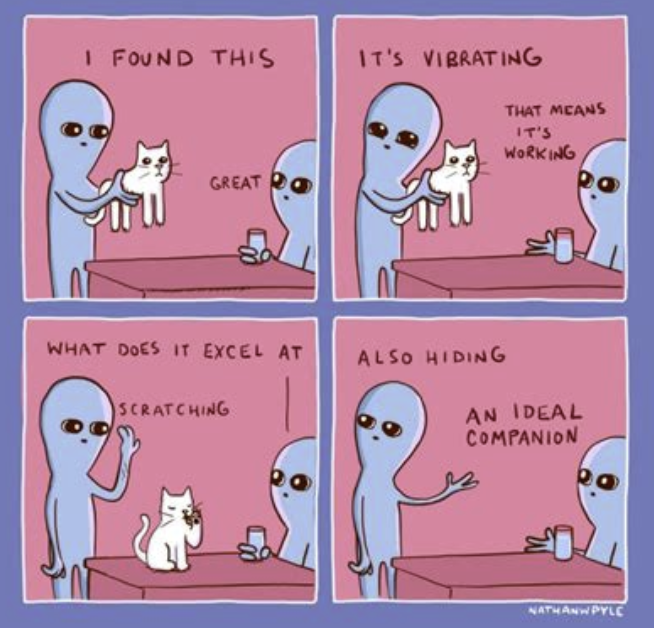 I FOUND THIS
GREAT
IT'S VIBRATING
THAT MEANS
IT'S
WORKING
WHAT DOES IT EXCEL AT
SCRATCHING
ALSO HIDING
AN IDEAL
COMPANION
NATHANWPYLE